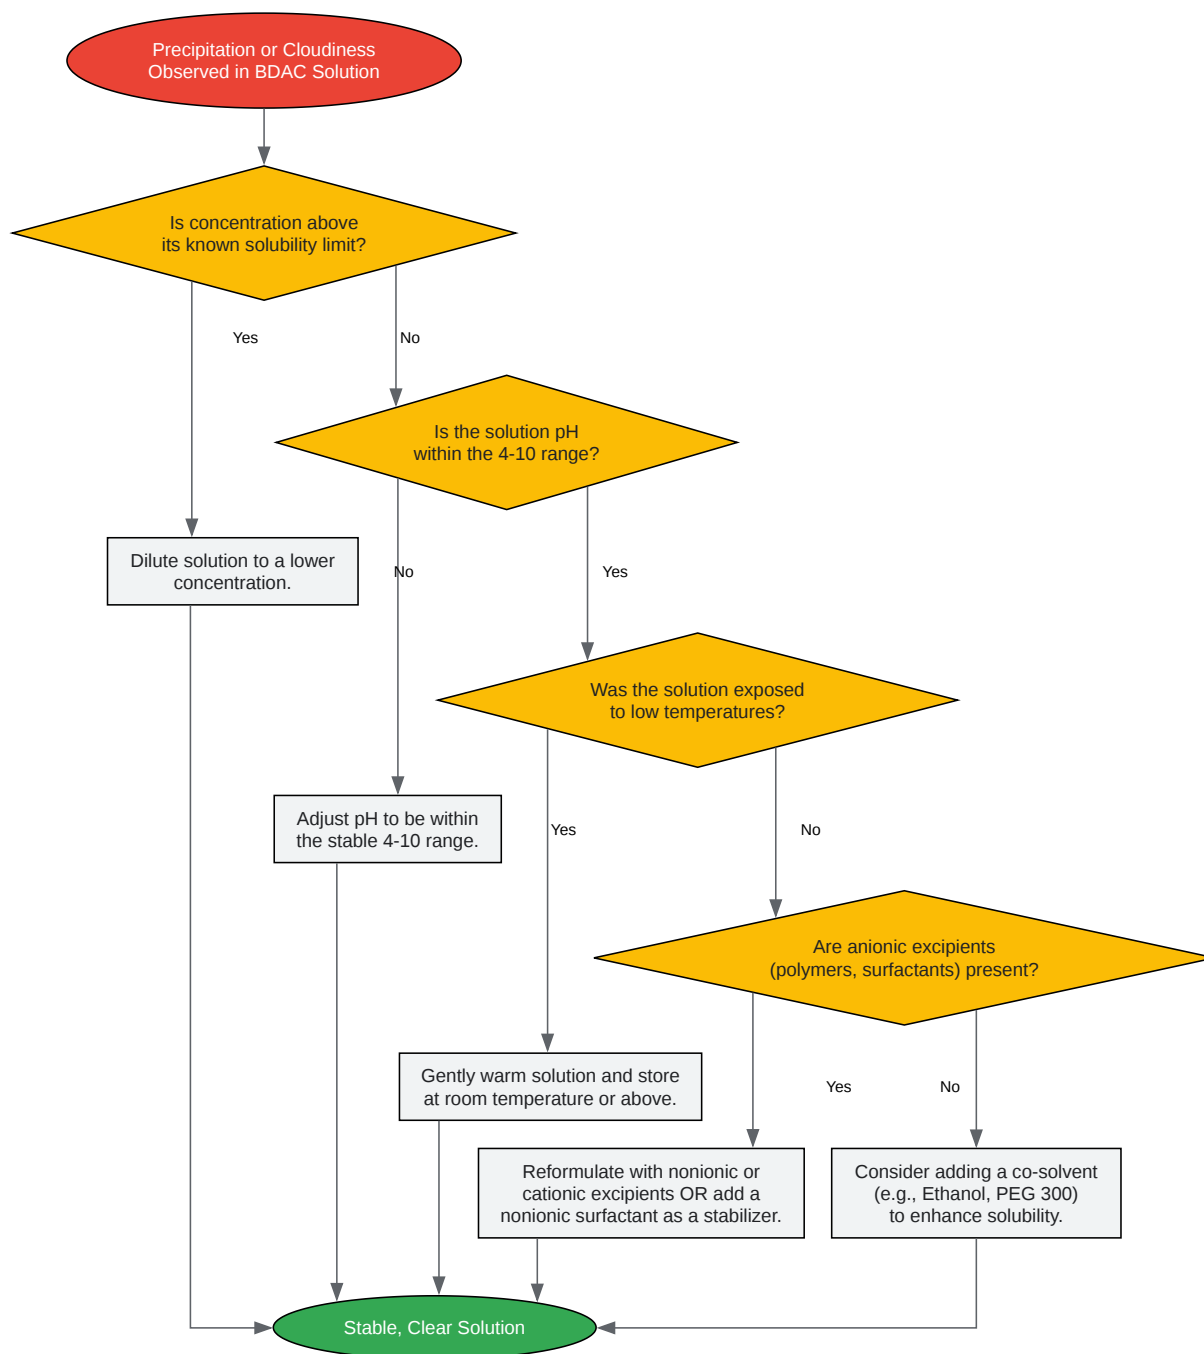 Precipitation or Cloudiness
Observed in BDAC Solution
Is concentration above
its known solubility limit?
Yes
No
Is the solution pH
within the 4-10 range?
Dilute solution to a lower
concentration.
No
Yes
Was the solution exposed
to low temperatures?
Adjust pH to be within
the stable 4-10 range.
Yes
No
Are anionic excipients
(polymers, surfactants) present?
Gently warm solution and store
at room temperature or above.
Yes
No
Reformulate with nonionic or
cationic excipients OR add a
nonionic surfactant as a stabilizer.
Consider adding a co-solvent
(e.g., Ethanol, PEG 300)
to enhance solubility.
Stable, Clear Solution